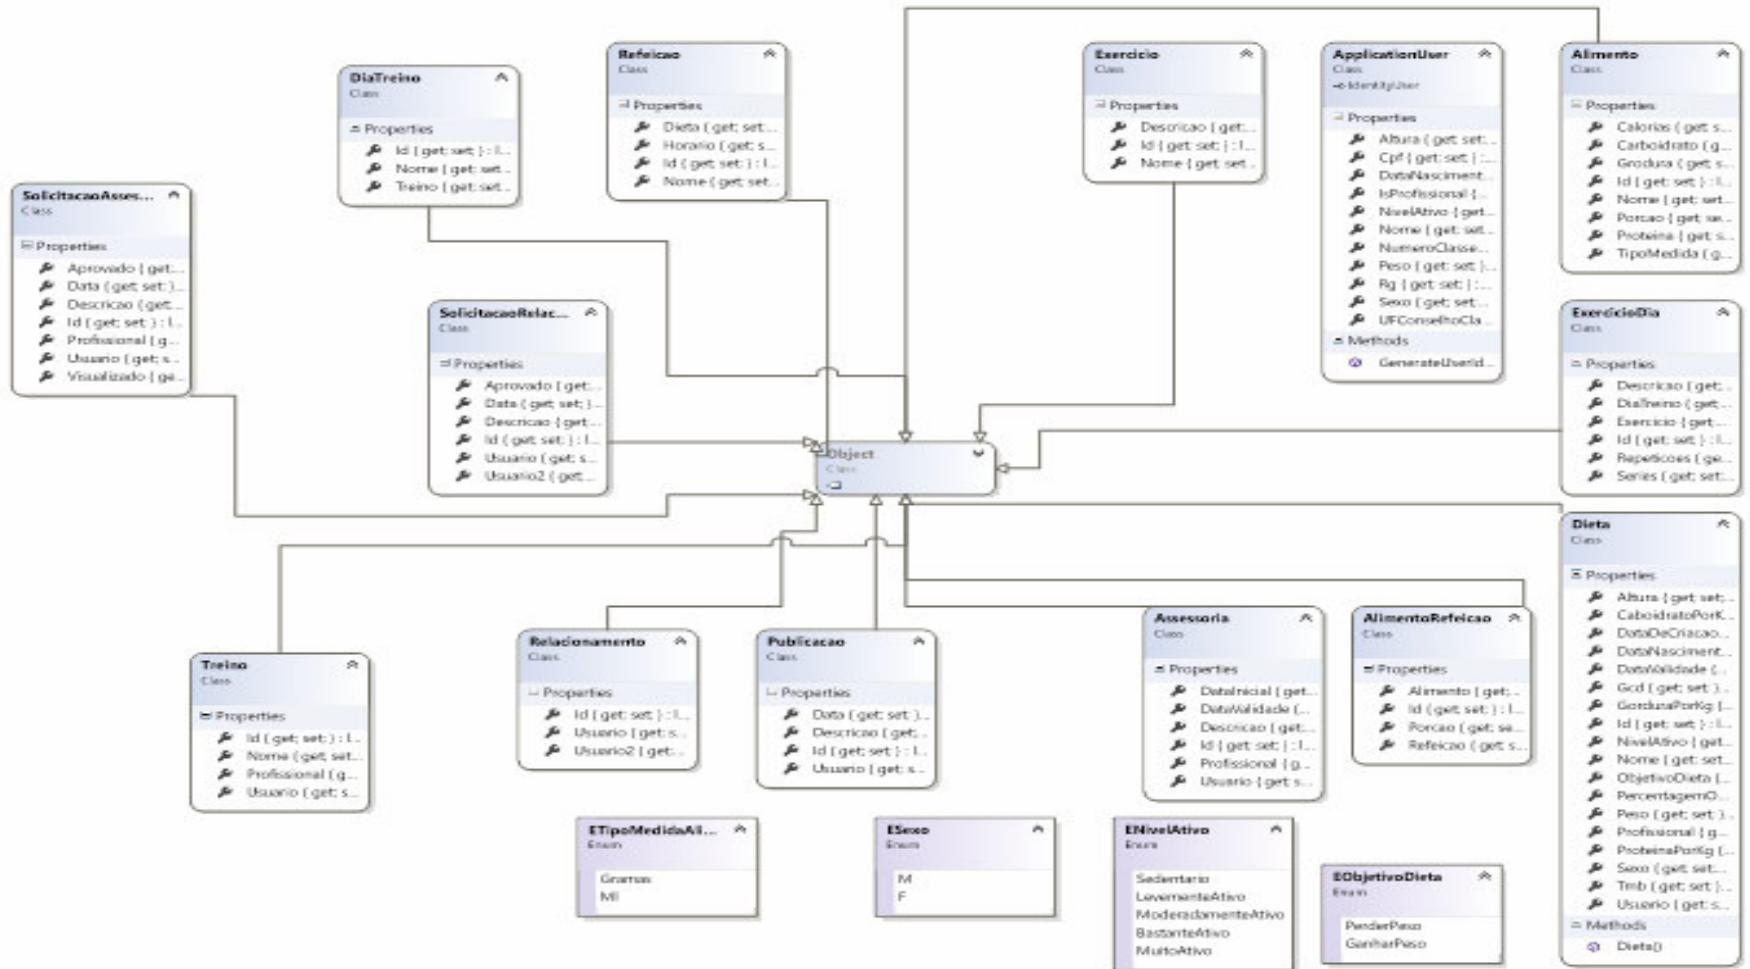 DiaTreino
Class
Properties
Id { get; set; } : I...
Nome { get; set...
Treino { get; set...
Refeicao
Class
Properties
Dieta { get; set;...
Horario { get; s...
Id { get; set; } : I...
Nome { get; set...
Exercicio
Class
Properties
Descricao { get;...
Id { get; set; } : I...
Nome { get; set...
ApplicationUser
Class
IdentityUser
Properties
Altura { get; set;...
Cpf { get; set; } :...
DataNasciment...
IsProfissional {...
NivelAtivo { get...
Nome { get; set...
NumeroClasse...
Peso { get; set; }...
Rg { get; set; } :...
Sexo { get; set...
UFConselhoCla...
Methods
GenerateUserId...
Alimento
Class
Properties
Calorias { get; s...
Carboidrato { g...
Grodura { get; s...
Id { get; set; } : I...
Nome { get; set...
Porcao { get; se...
Proteina { get; s...
TipoMedida { g...
SolicitacaoAsses...
Class
Properties
Aprovado { get;...
Data { get; set; }...
Descricao { get...
Id { get; set; } : I...
Profissional { g...
Usuario { get; s...
Visualizado { ge...
SolicitacaoRelac...
Class
Properties
Aprovado { get;...
Data { get; set; }...
Descricao { get;...
Id { get; set; } : I...
Usuario { get; s...
Usuario2 { get;...
ExercicioDia
Class
Properties
Descricao { get;...
DiaTreino { get;...
Exercicio { get;...
Id { get; set; } : I...
Repeticoes { ge...
Series { get; set;...
Object
Class
Dieta
Class
Properties
Altura { get; set;...
CaboidratoPorK...
DataDeCriacao...
DataNasciment...
DataValidade {...
Gcd { get; set; }...
GorduraPorKg {...
Id { get; set; } : I...
NivelAtivo { get...
Nome { get; set...
ObjetivoDieta {...
PercentagemO...
Peso { get; set; }...
Profissional { g...
ProteinaPorKg {...
Sexo { get; set;...
Tmb { get; set; }...
Usuario { get; s...
Methods
Dieta()
Treino
Class
Properties
Id { get; set; } : I...
Nome { get; set...
Profissional { g...
Usuario { get; s...
Relacionamento
Class
Properties
Id { get; set; } : I...
Usuario { get; s...
Usuario2 { get;...
Publicacao
Class
Properties
Data { get; set; }...
Descricao { get;...
Id { get; set; } : I...
Usuario { get; s...
Assessoria
Class
Properties
DataInicial { get...
DataValidade {...
Descricao { get;...
Id { get; set; } : I...
Profissional { g...
Usuario { get; s...
AlimentoRefeicao
Class
Properties
Alimento { get;...
Id { get; set; } : I...
Porcao { get; se...
Refeicao { get; s...
ETipoMedidaAli...
Enum
Gramas
Ml
ESexo
Enum
M
F
ENivelAtivo
Enum
Sedentario
LevementeAtivo
ModeradamenteAtivo
BastanteAtivo
MuitoAtivo
EObjetivoDieta
Enum
PerderPeso
GanharPeso